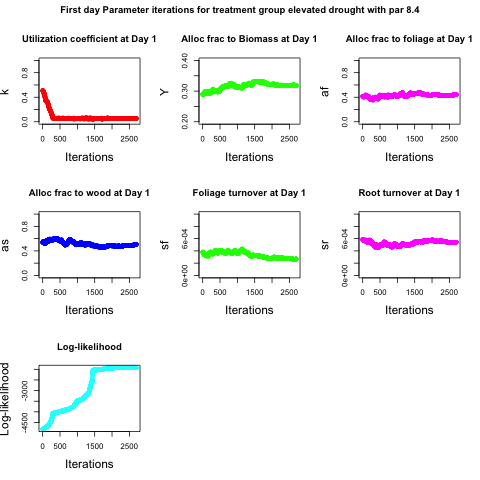 First day Parameter iterations for treatment group elevated drought with par 8.4
Utilization coefficient at Day 1
Alloc frac to Biomass at Day 1
Alloc frac to foliage at Day 1
k
0.0 0.4 0.8
0 500 1500 2500
Iterations
Y
0.20 0.30 0.40
0 500 1500 2500
Iterations
af
0.0 0.4 0.8
0 500 1500 2500
Iterations
Alloc frac to wood at Day 1
Foliage turnover at Day 1
Root turnover at Day 1
as
0.0 0.4 0.8
0 500 1500 2500
Iterations
sf
0e+00 6e-04
0 500 1500 2500
Iterations
sr
0e+00 6e-04
0 500 1500 2500
Iterations
Log-likelihood
Log-likelihood
-4500 -3000
0 500 1500 2500
Iterations